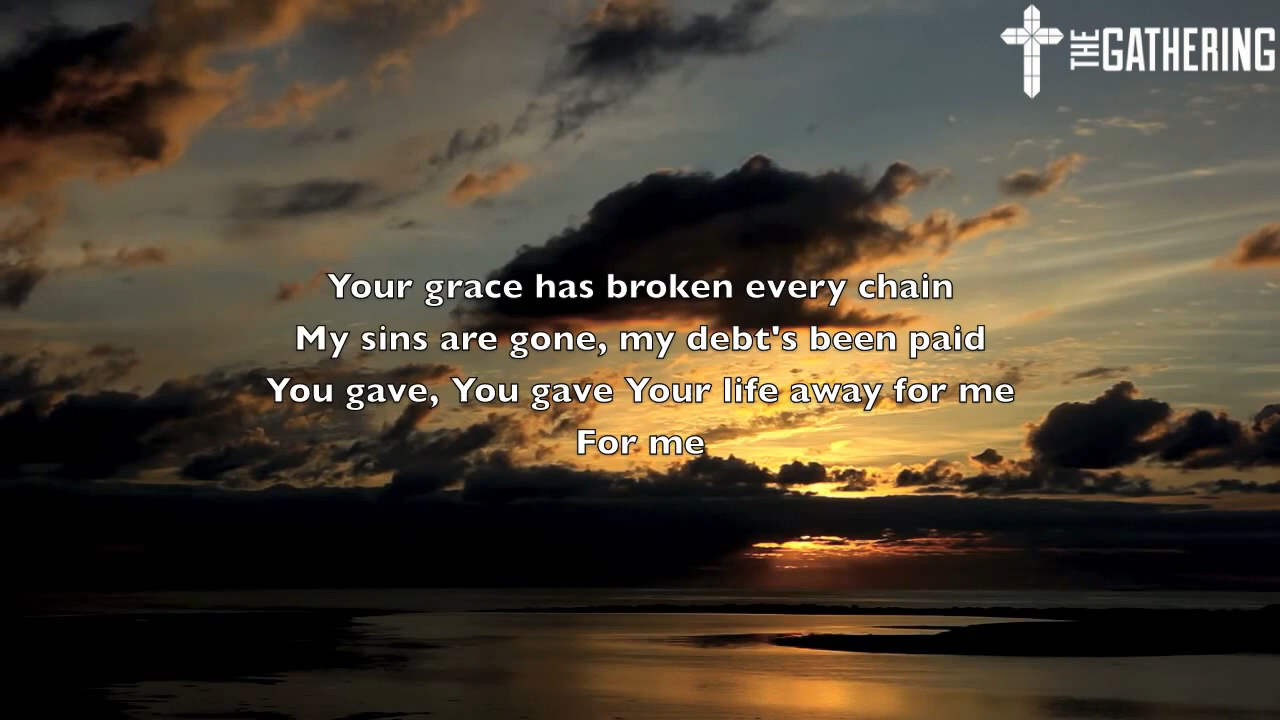 THE GATHERING
Your grace has broken every chain
My sins are gone, my debt's been paid
You gave, You gave Your life away for me
For me